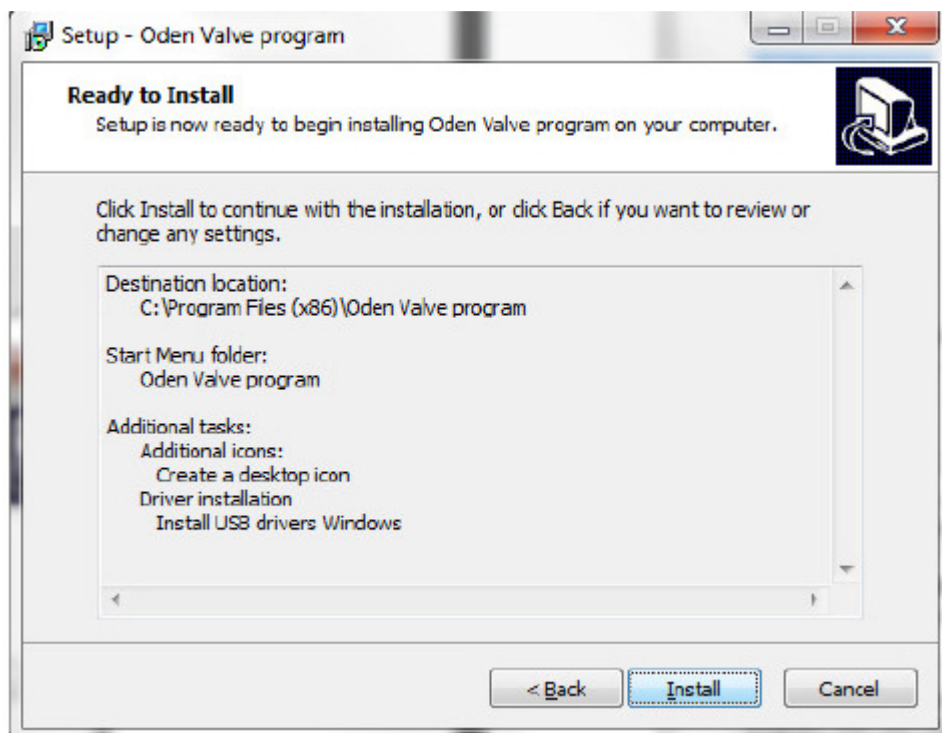 Setup - Oden Valve program
Ready to Install
Setup is now ready to begin installing Oden Valve program on your computer.
Click Install to continue with the installation, or click Back if you want to review or
change any settings.
Destination location:
C:\Program Files (x86)\Oden Valve program
Start Menu folder:
Oden Valve program
Additional tasks:
Additional icons:
Create a desktop icon
Driver installation
Install USB drivers Windows
< Back
Install
Cancel